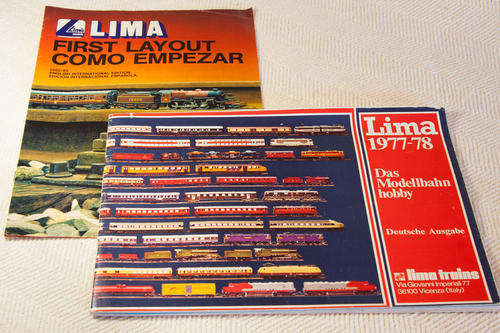 LIMA
FIRST LAYOUT
COMO EMPEZAR
ENGLISH INTERNATIONAL EDITION
EDICION INTERNACIONAL ESPAÑOLA
Lima
1977-78
Das
Modellbahn
hobby
Deutsche Ausgabe
lima trains
Via Giovanni Imperiali 77
36100 Vicenza (Italy)